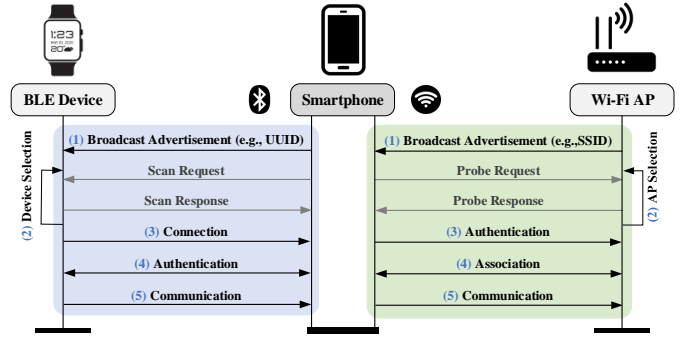 1:23
20°
BLE Device
Smartphone
Wi-Fi AP
(1) Broadcast Advertisement (e.g., UUID)
Scan Request
Scan Response
(2) Device Selection
(3) Connection
(4) Authentication
(5) Communication
(1) Broadcast Advertisement (e.g.,SSID)
Probe Request
Probe Response
(2) AP Selection
(3) Authentication
(4) Association
(5) Communication